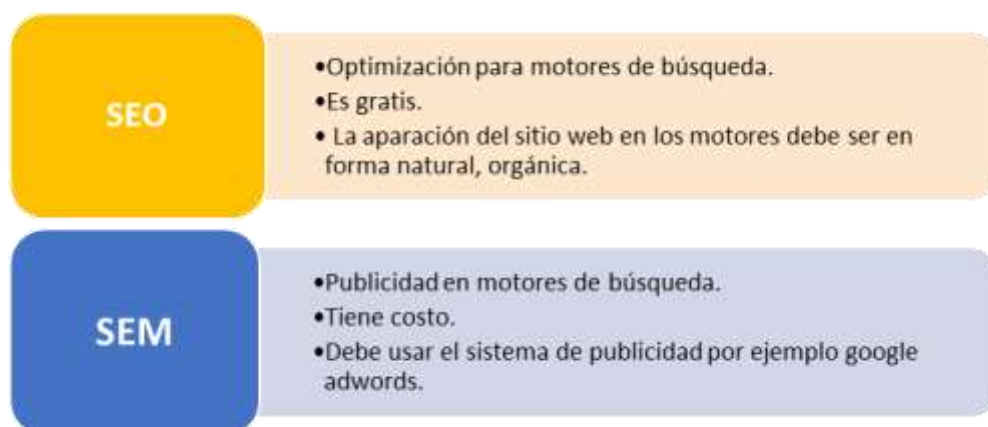 SEO
•Optimización para motores de búsqueda.
•Es gratis.
• La aparación del sitio web en los motores debe ser en
forma natural, orgánica.
SEM
•Publicidad en motores de búsqueda.
•Tiene costo.
•Debe usar el sistema de publicidad por ejemplo google
adwords.